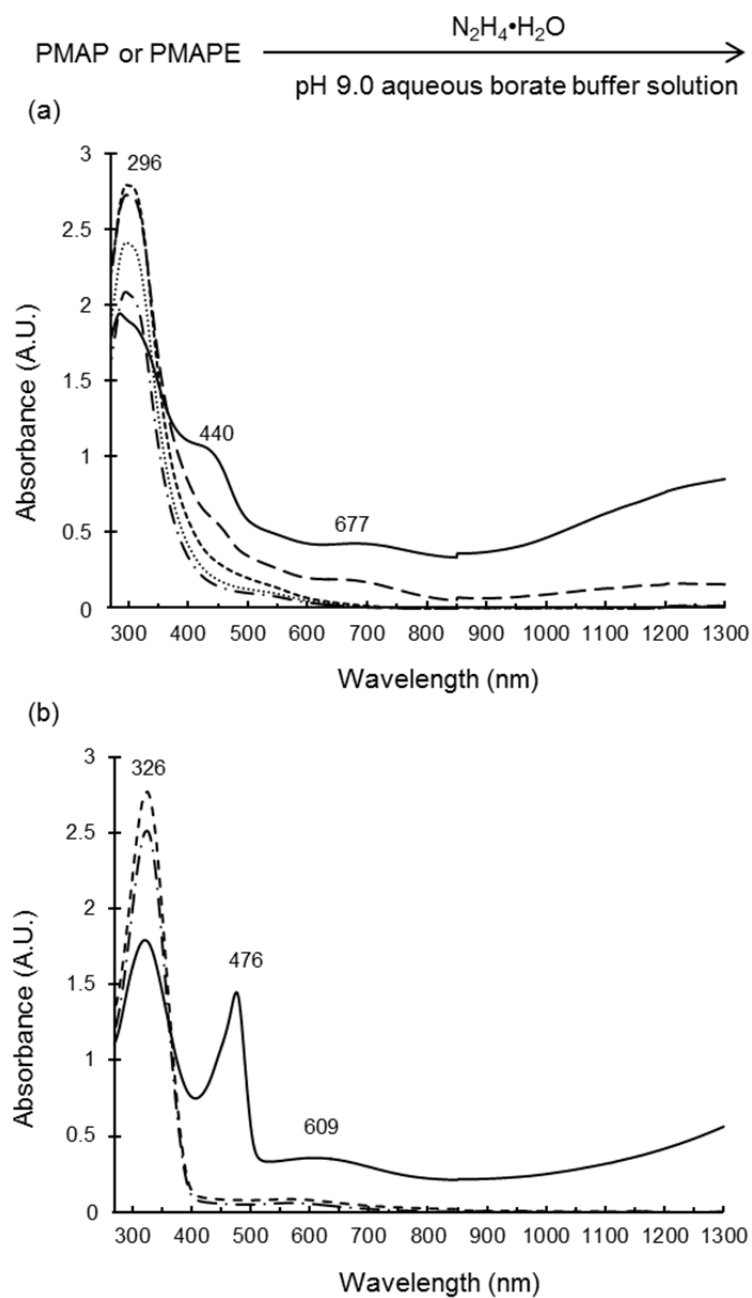 N₂H₄•H₂O
PMAP or PMAPE
pH 9.0 aqueous borate buffer solution
(a)
Absorbance (A.U.)
3
2.5
2
1.5
1
0.5
0
296
440
677
300 400 500 600 700 800 900 1000 1100 1200 1300
Wavelength (nm)
(b)
Absorbance (A.U.)
3
2.5
2
1.5
1
0.5
0
326
476
609
300 400 500 600 700 800 900 1000 1100 1200 1300
Wavelength (nm)